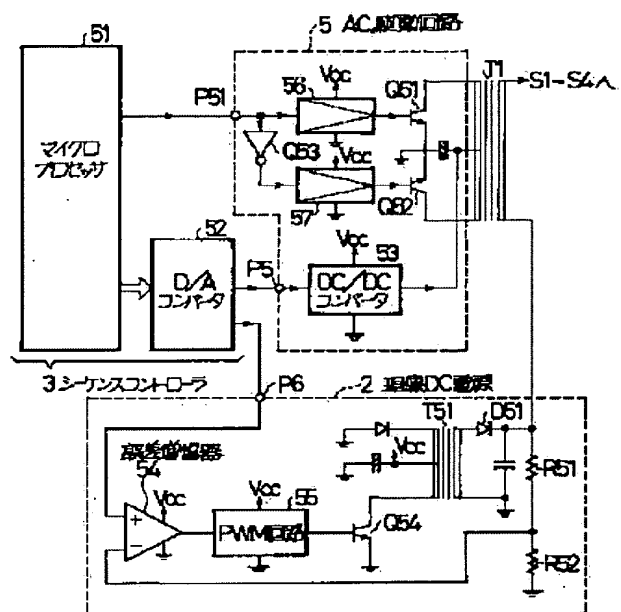 51
5 AC駆動回路
J1
Vcc
56
Q51
S1-S4へ
P51
マイクロ
プロセッサ
Q53
Vcc
57
Q52
52
Vcc
53
D/A
コンバータ
P5
DC/DC
コンバータ
3 シーケンスコントローラ
P6
2
DC電源
T51
D51
Vcc
誤差増幅器
54
Vcc
Vcc
55
R51
+
-
PWM回路
Q54
R52